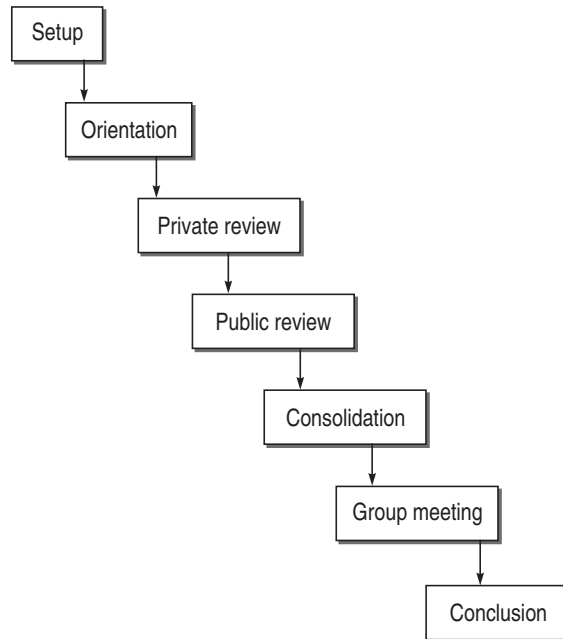 Setup
Orientation
Private review
Public review
Consolidation
Group meeting
Conclusion